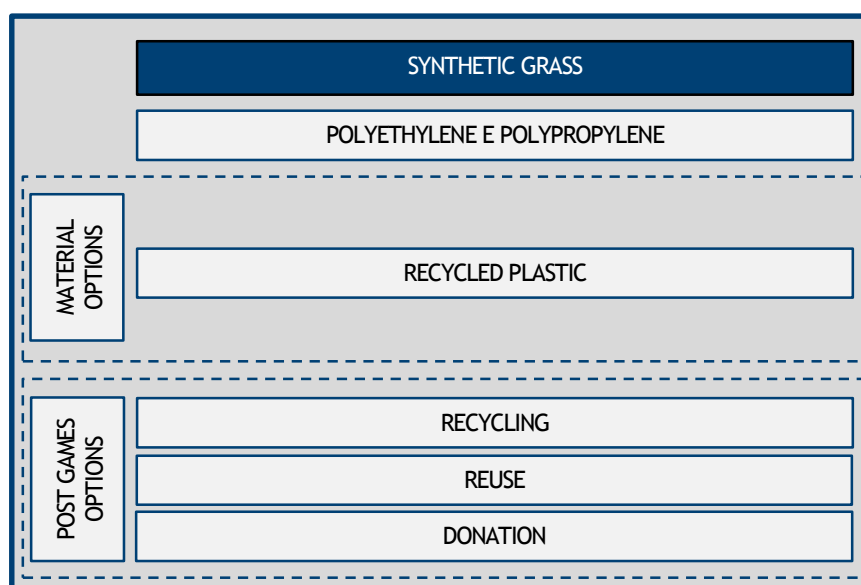 SYNTHETIC GRASS
POLYETHYLENE E POLYPROPYLENE
MATERIAL
OPTIONS
RECYCLED PLASTIC
POST GAMES
OPTIONS
RECYCLING
REUSE
DONATION